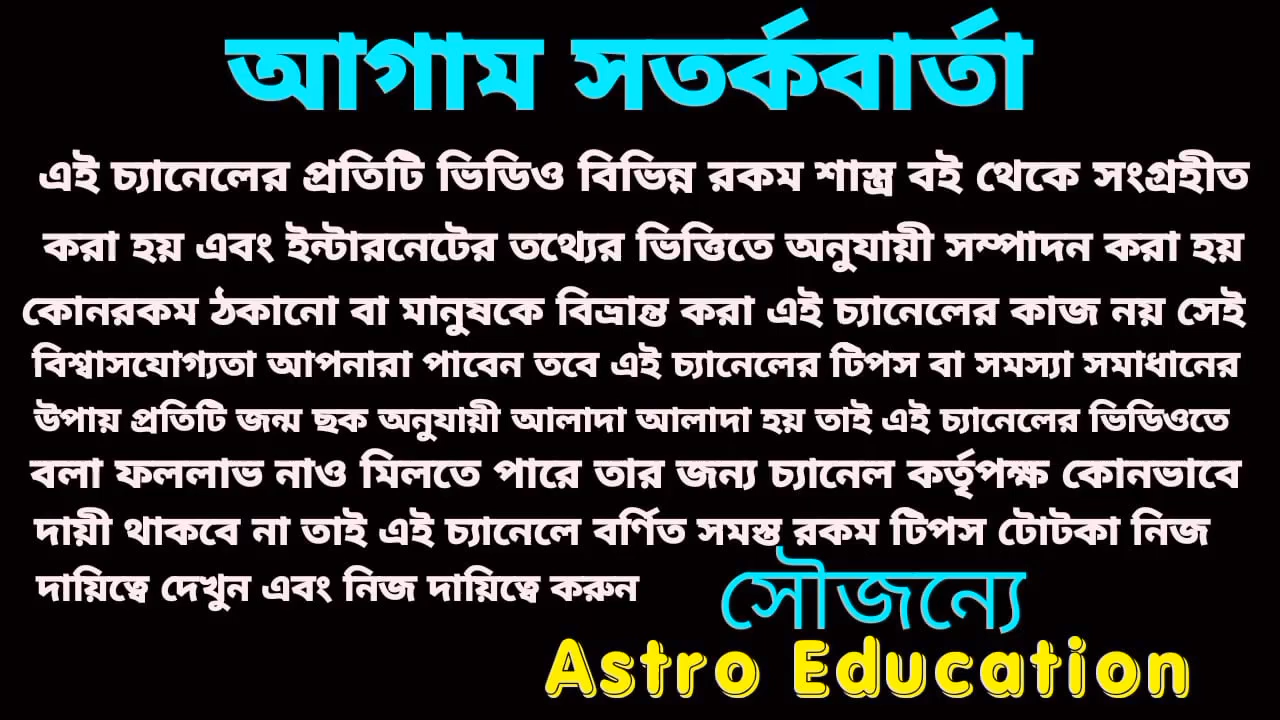 আগাম সতর্কবার্তা
এই চ্যানেলের প্রতিটি ভিডিও বিভিন্ন রকম শাস্ত্র বই থেকে সংগ্রহীত
করা হয় এবং ইন্টারনেটের তথ্যের ভিত্তিতে অনুযায়ী সম্পাদন করা হয়
কোনরকম ঠকানো বা মানুষকে বিভ্রান্ত করা এই চ্যানেলের কাজ নয় সেই
বিশ্বাসযোগ্যতা আপনারা পাবেন তবে এই চ্যানেলের টিপস বা সমস্যা সমাধানের
উপায় প্রতিটি জন্ম ছক অনুযায়ী আলাদা আলাদা হয় তাই এই চ্যানেলের ভিডিওতে
বলা ফললাভ নাও মিলতে পারে তার জন্য চ্যানেল কর্তৃপক্ষ কোনভাবে
দায়ী থাকবে না তাই এই চ্যানেলে বর্ণিত সমস্ত রকম টিপস টোটকা নিজ
দায়িত্বে দেখুন এবং নিজ দায়িত্বে করুন
সৌজন্যে
Astro Education